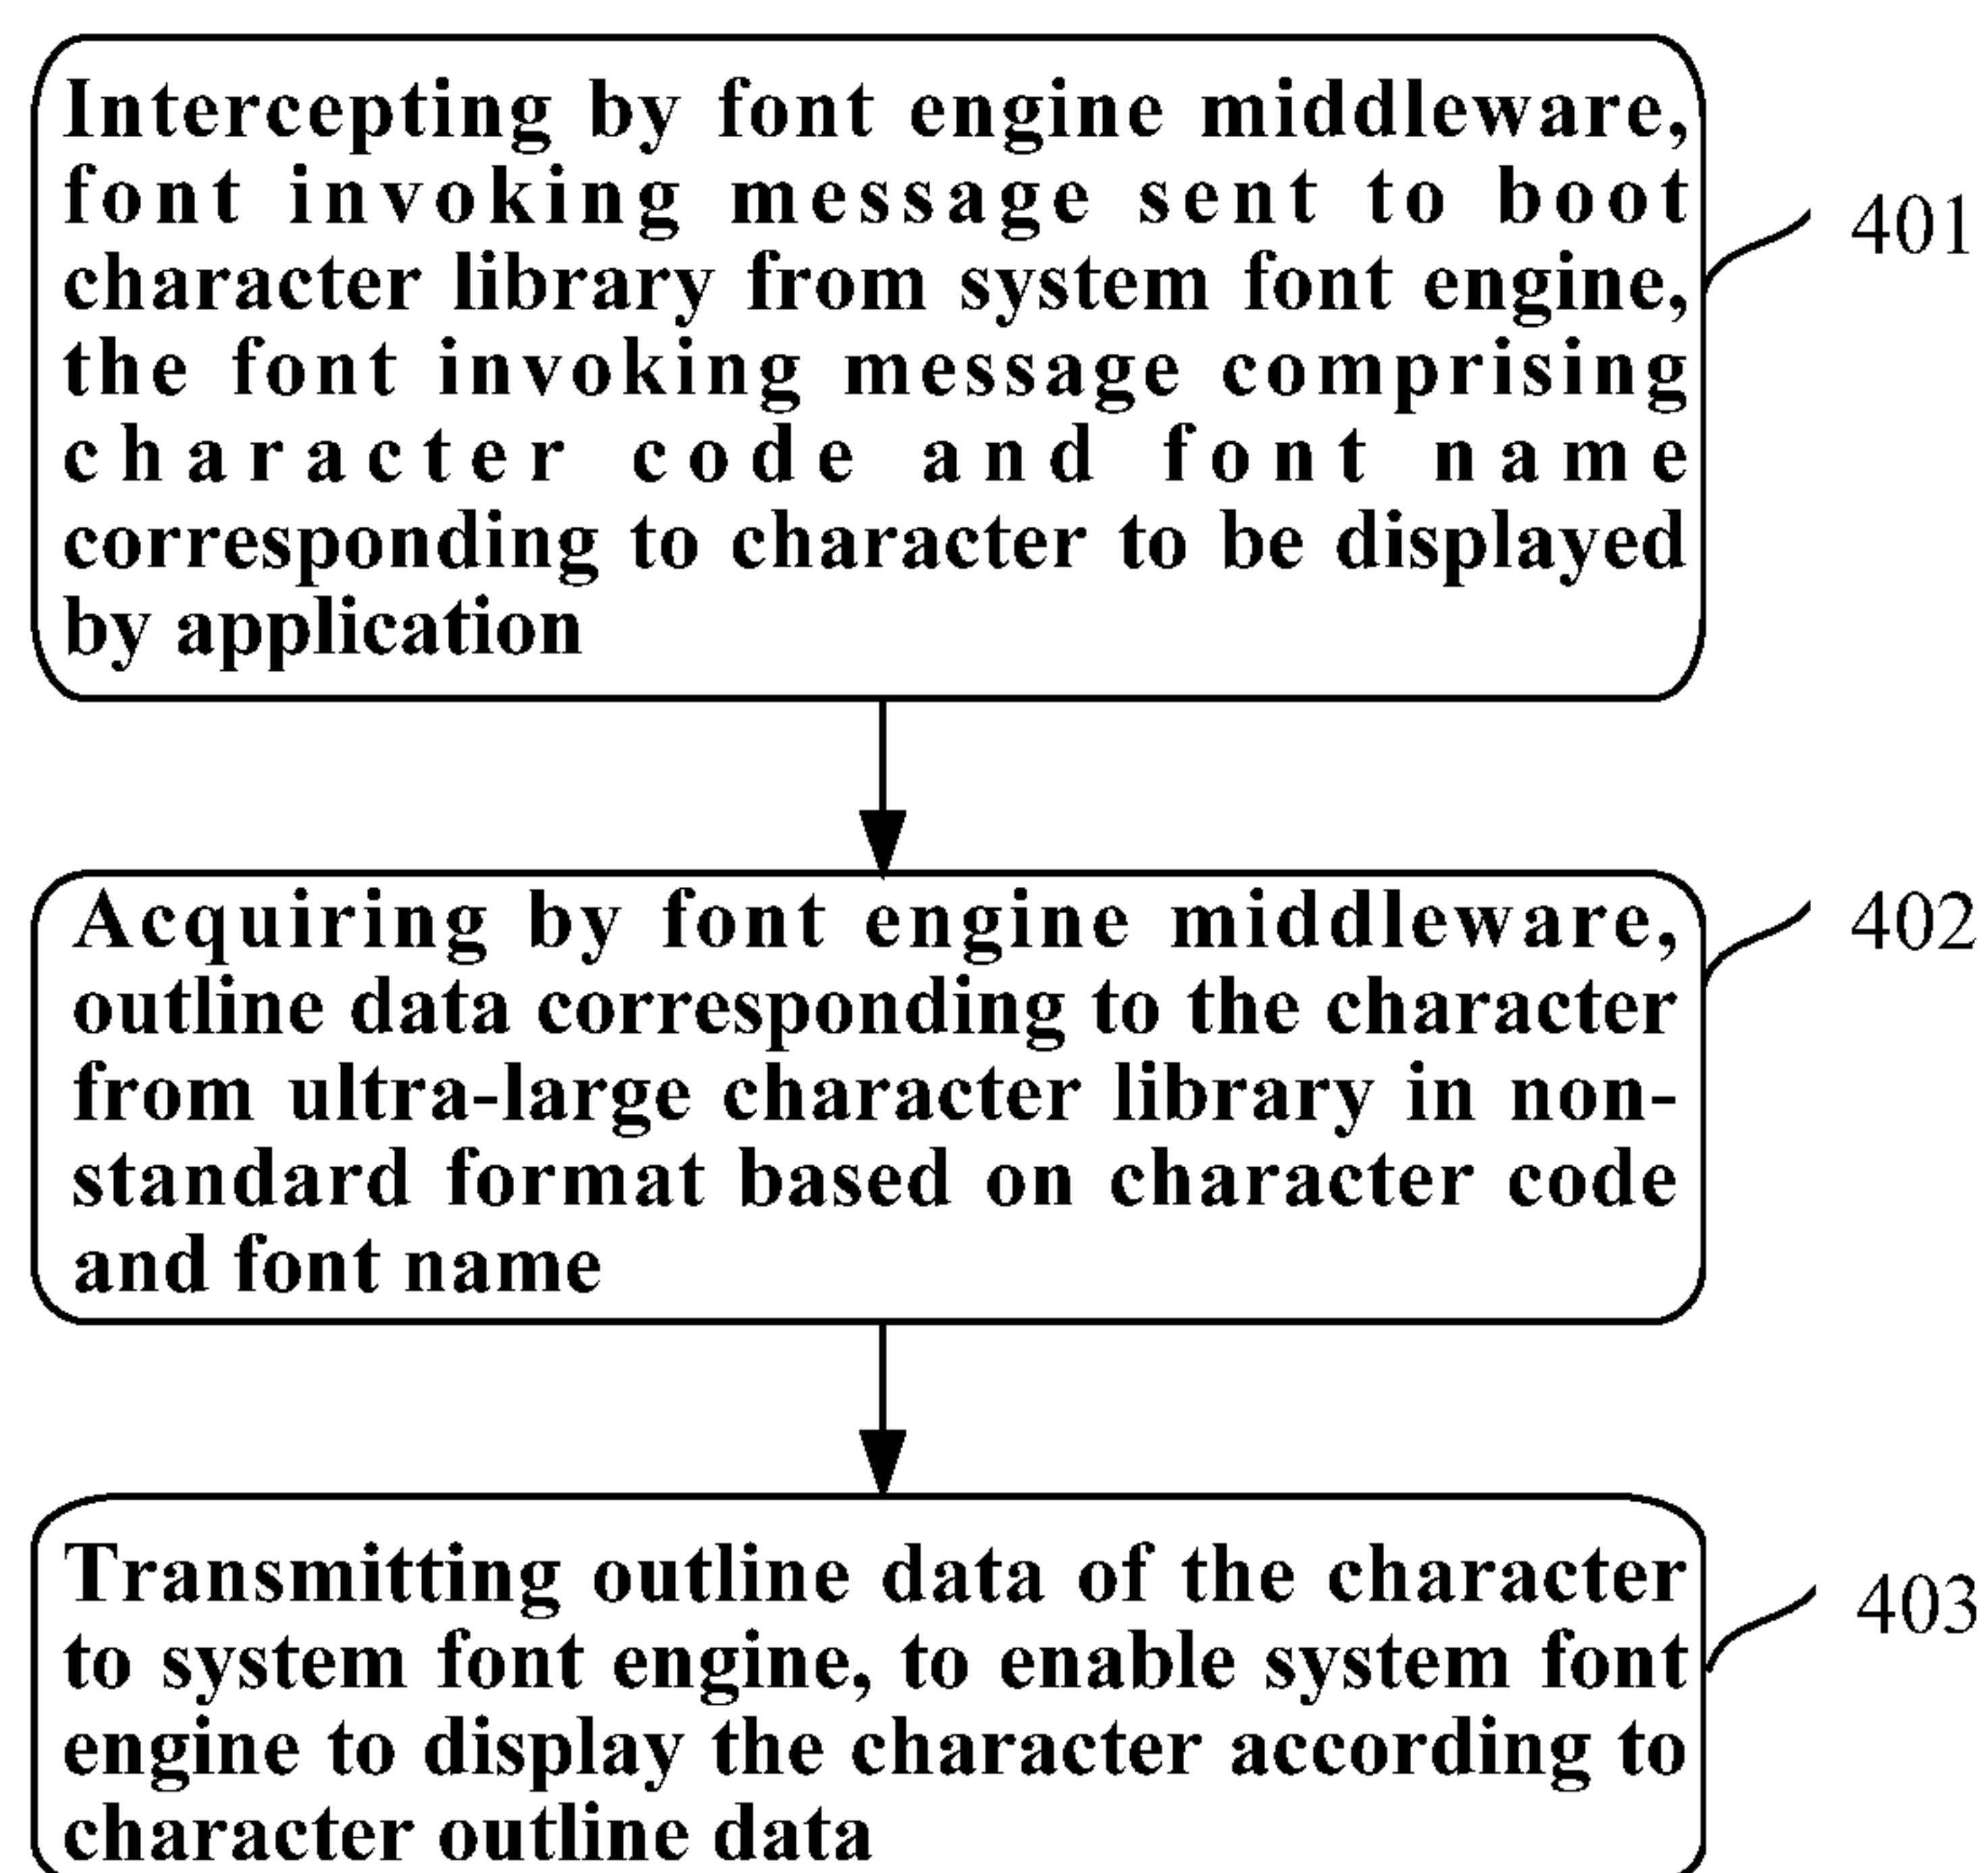 Intercepting by font engine middleware,
font invoking message sent to boot
character library from system font engine,
the font invoking message comprising
character code and font name
corresponding to character to be displayed
by application
401
Acquiring by font engine middleware,
outline data corresponding to the character
from ultra-large character library in non-
standard format based on character code
and font name
402
Transmitting outline data of the character
to system font engine, to enable system font
engine to display the character according to
character outline data
403